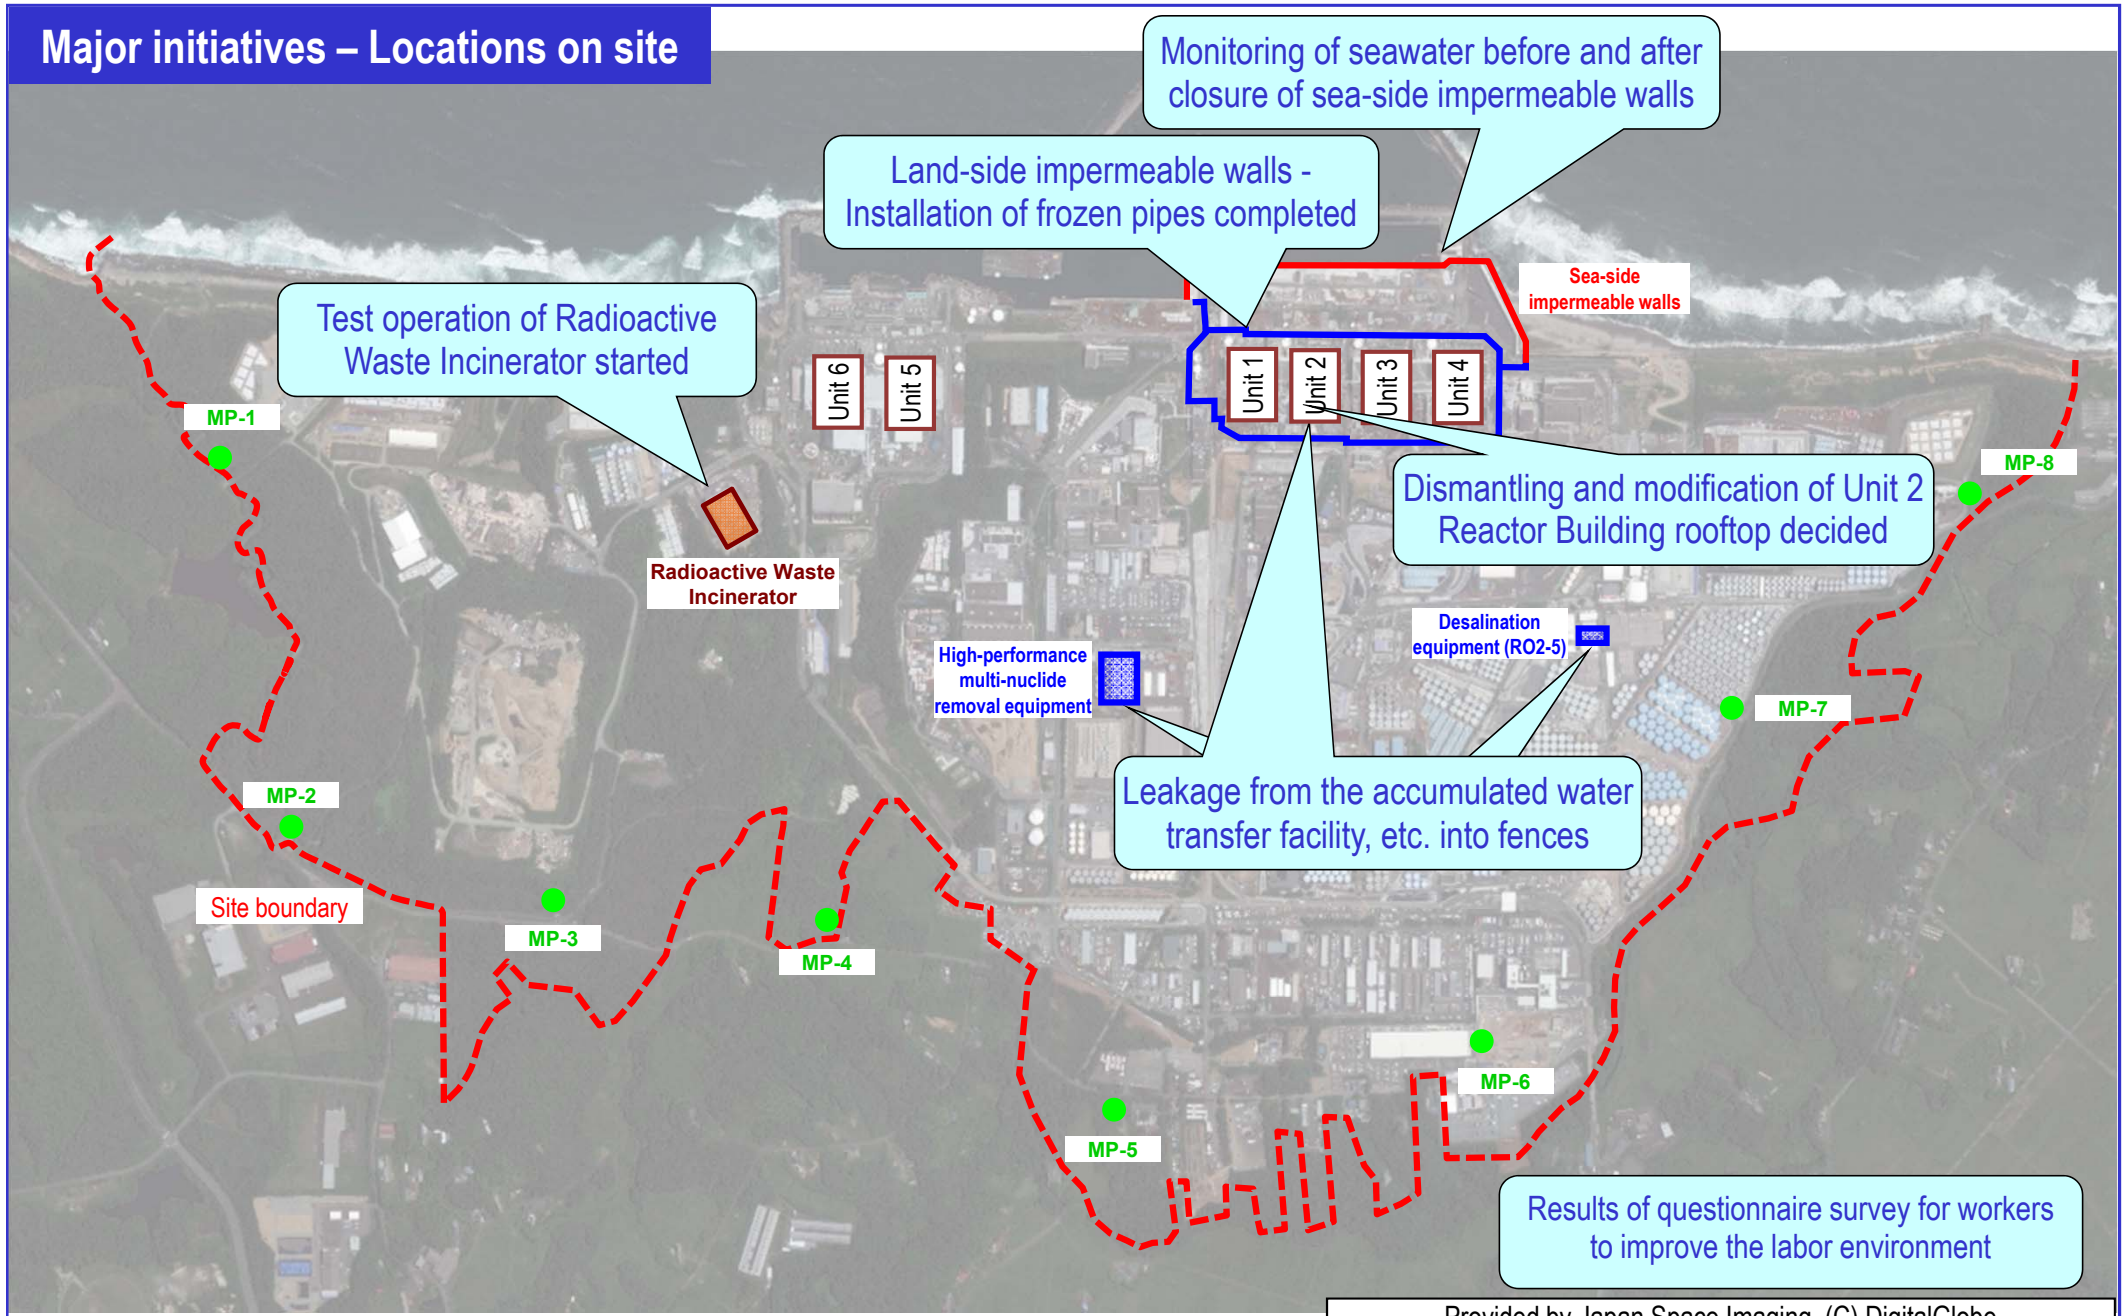 Major initiatives – Locations on site
Monitoring of seawater before and after
closure of sea-side impermeable walls
Land-side impermeable walls -
Installation of frozen pipes completed
Sea-side
impermeable walls
Test operation of Radioactive
Waste Incinerator started
Unit 6
Unit 5
Unit 1
Unit 2
Unit 3
Unit 4
MP-1
MP-8
Dismantling and modification of Unit 2
Reactor Building rooftop decided
Radioactive Waste
Incinerator
Desalination
equipment (RO2-5)
High-performance
multi-nuclide
removal equipment
MP-7
MP-2
Leakage from the accumulated water
transfer facility, etc. into fences
Site boundary
MP-3
MP-4
MP-6
MP-5
Results of questionnaire survey for workers
to improve the labor environment
Provided by Japan Space Imaging, (C) DigitalGlobe